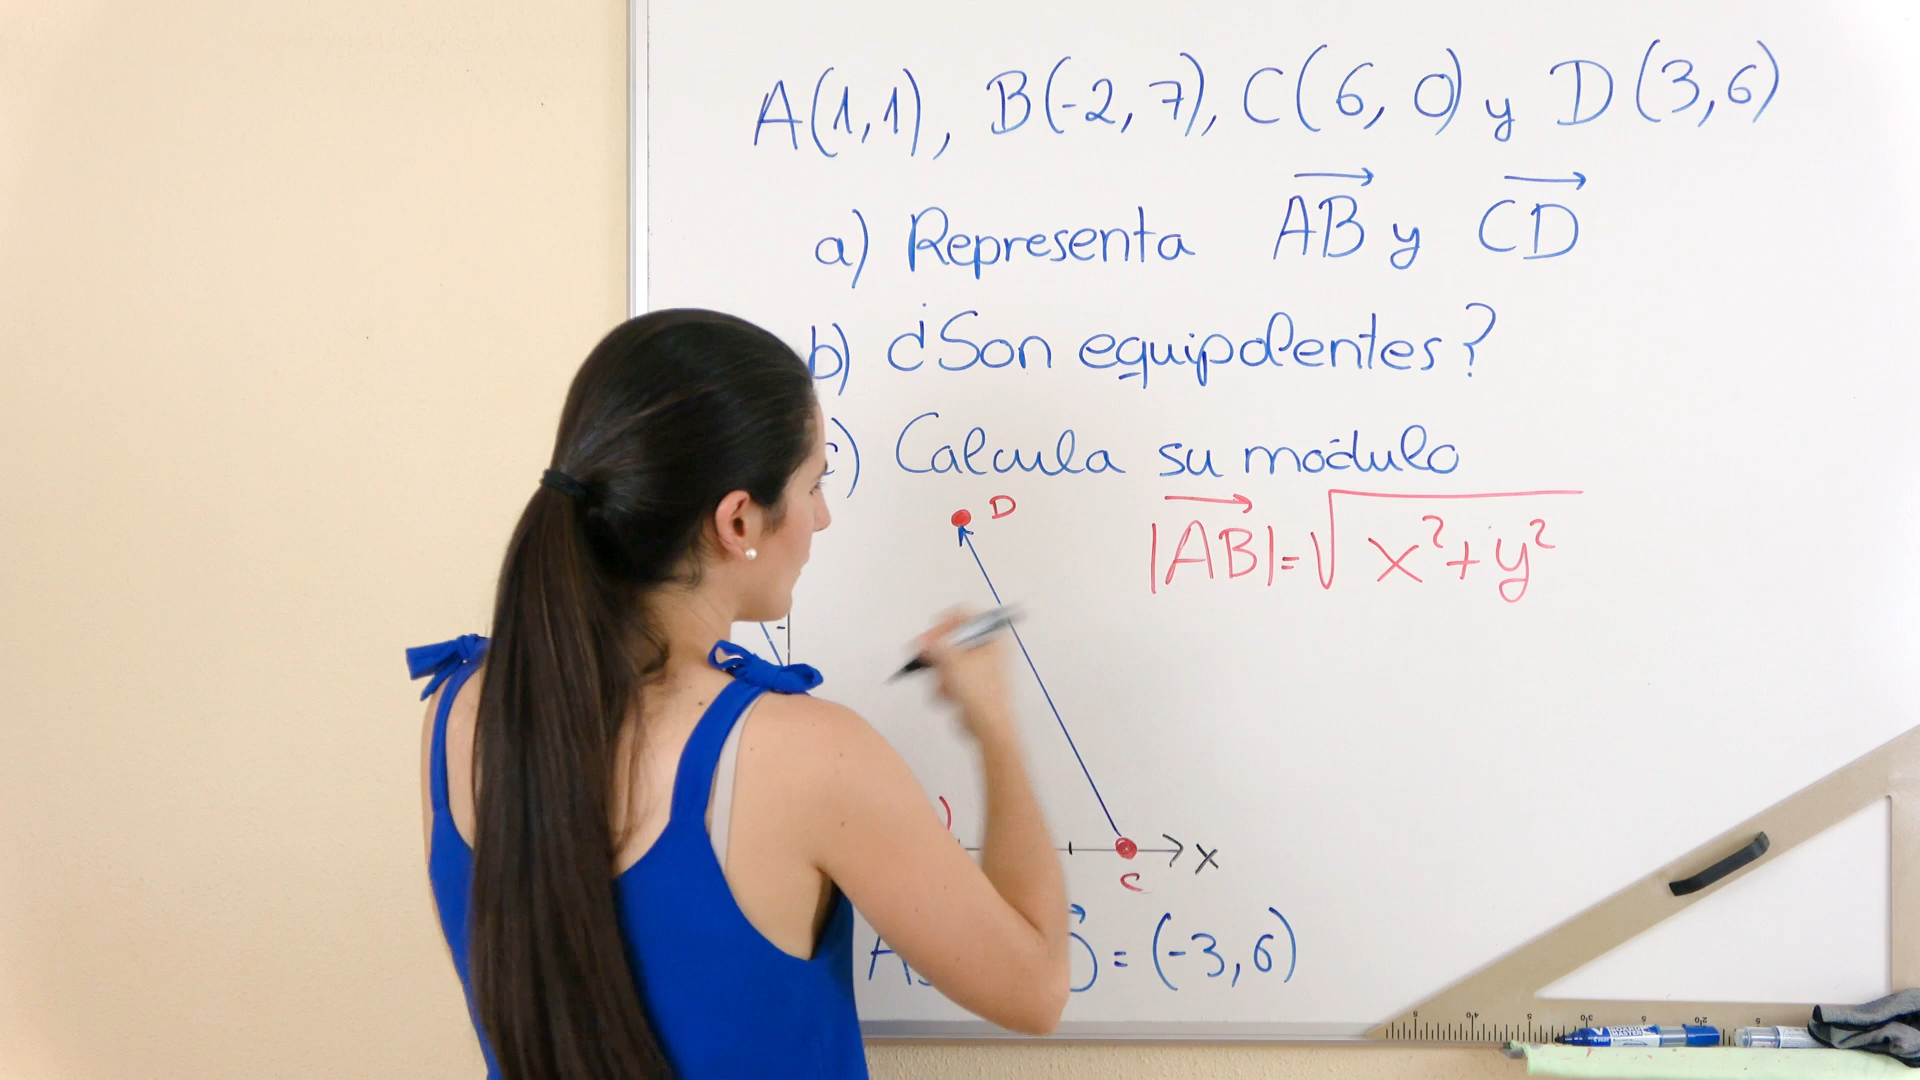 A(1,1), B(-2,7), C(6,0) y D(3,6)
a) Representa AB y CD
b) ¿Son equipolentes?
c) Calcula su módulo
D
|AB|=√x²+y²
)
X
C
= (-3,6)